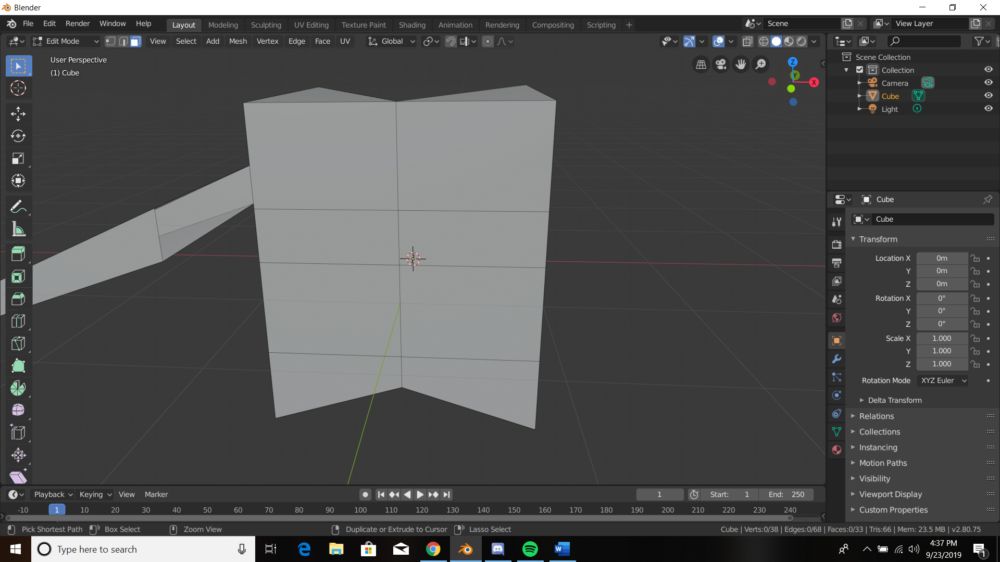 Blender
File Edit Render Window Help Layout Modeling Sculpting UV Editing Texture Paint Shading Animation Rendering Compositing Scripting + Scene View Layer
Edit Mode View Select Add Mesh Vertex Edge Face UV Global
User Perspective
(1) Cube
Z
Y
X
Scene Collection
Collection
Camera
Cube
Light
Cube
Cube
Transform
Location X 0m
Y 0m
Z 0m
Rotation X 0°
Y 0°
Z 0°
Scale X 1.000
Y 1.000
Z 1.000
Rotation Mode XYZ Euler
Delta Transform
Relations
Collections
Instancing
Motion Paths
Visibility
Viewport Display
Custom Properties
Playback Keying View Marker 1 Start: 1 End: 250
-10 1 10 20 30 40 50 60 70 80 90 100 110 120 130 140 150 160 170 180 190 200 210 220 230 240
Pick Shortest Path Box Select Zoom View Duplicate or Extrude to Cursor Lasso Select Cube | Verts:0/38 | Edges:0/68 | Faces:0/33 | Tris:66 | Mem: 23.5 MB | v2.80.75
Type here to search
4:37 PM
9/23/2019
1